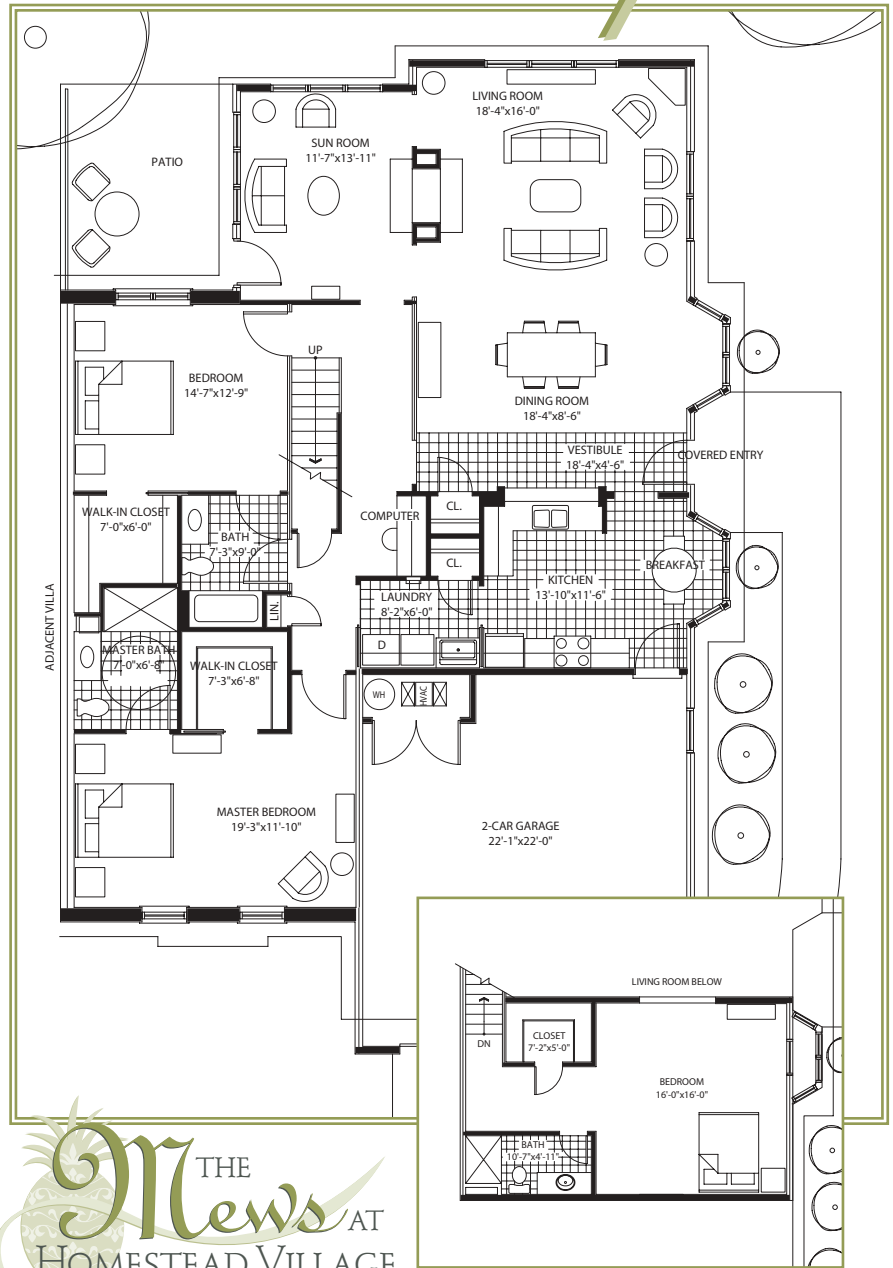 LIVING ROOM
18'-4"x16'-0"
SUN ROOM
11'-7"x13'-11"
PATIO
UP
BEDROOM
14'-7"x12'-9"
DINING ROOM
18'-4"x8'-6"
VESTIBULE
18'-4"x4'-6"
COVERED ENTRY
WALK-IN CLOSET
7'-0"x6'-0"
COMPUTER
CL.
BATH
7'-3"x9'-0"
CL.
BREAKFAST
KITCHEN
13'-10"x11'-6"
LAUNDRY
8'-2"x6'-0"
LIN.
ADJACENT VILLA
D
MASTER BATH
7'-0"x6'-8"
WALK-IN CLOSET
7'-3"x6'-8"
WH
HVAC
MASTER BEDROOM
19'-3"x11'-10"
2-CAR GARAGE
22'-1"x22'-0"
LIVING ROOM BELOW
CLOSET
7'-2"x5'-0"
DN
BEDROOM
16'-0"x16'-0"
BATH
10'-7"x4'-11"
THE
Mews AT
HOMESTEAD VILLAGE